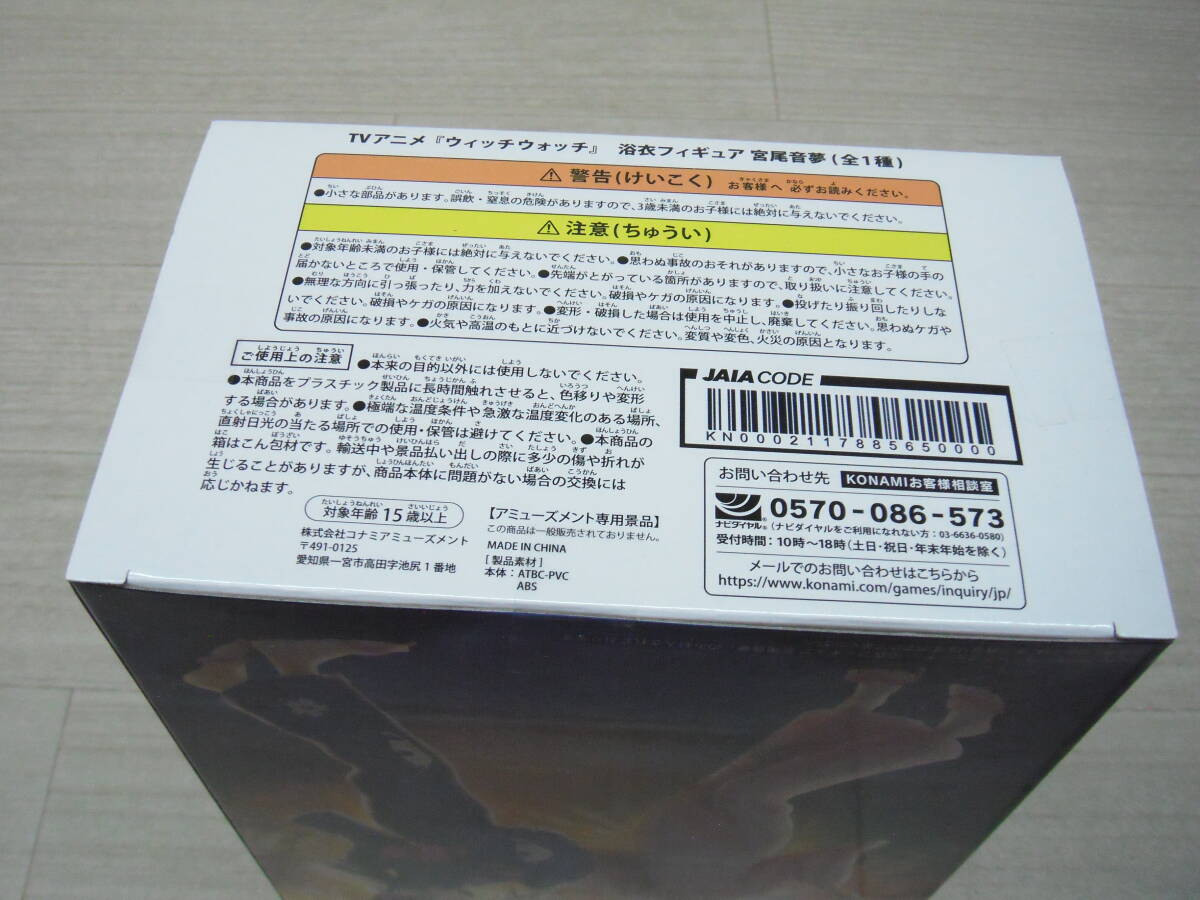 TVアニメ『ウィッチウォッチ』 浴衣フィギュア 宮尾音夢(全1種)
⚠ 警告(けいこく) お客様へ 必ずお読みください。
●小さな部品があります。誤飲・窒息の危険がありますので、3歳未満のお子様には絶対に与えないでください。
⚠ 注意(ちゅうい)
●対象年齢未満のお子様には絶対に与えないでください。●思わぬ事故のおそれがありますので、小さなお子様の手の
届かないところで使用・保管してください。●先端がとがっている箇所がありますので、取り扱いに注意してください。
●無理な方向に引っ張ったり、力を加えないでください。破損やケガの原因になります。●投げたり振り回したりしな
いでください。破損やケガの原因になります。●変形・破損した場合は使用を中止し、廃棄してください。思わぬケガや
事故の原因になります。●火気や高温のもとに近づけないでください。変質や変色、火災の原因となります。
ご使用上の注意 ●本来の目的以外には使用しないでください。
●本商品をプラスチック製品に長時間触れさせると、色移りや変形
する場合があります。●極端な温度条件や急激な温度変化のある場所、
直射日光の当たる場所での使用・保管は避けてください。●本商品の
箱はこん包材です。輸送中や景品払い出しの際に多少の傷や折れが
生じることがありますが、商品本体に問題がない場合の交換には
応じかねます。
対象年齢 15歳以上
株式会社コナミアミューズメント
〒491-0125
愛知県一宮市高田字池尻1番地
【アミューズメント専用景品】
この商品は一般販売されておりません。
MADE IN CHINA
[製品素材]
本体：ATBC-PVC
ABS
JAIA CODE
KN00021178856500​00
お問い合わせ先 KONAMIお客様相談室
ナビダイヤル® 0570-086-573
(ナビダイヤルをご利用になれない方：03-6636-0580)
受付時間：10時～18時(土日・祝日・年末年始を除く)
メールでのお問い合わせはこちらから
https://www.konami.com/games/inquiry/jp/